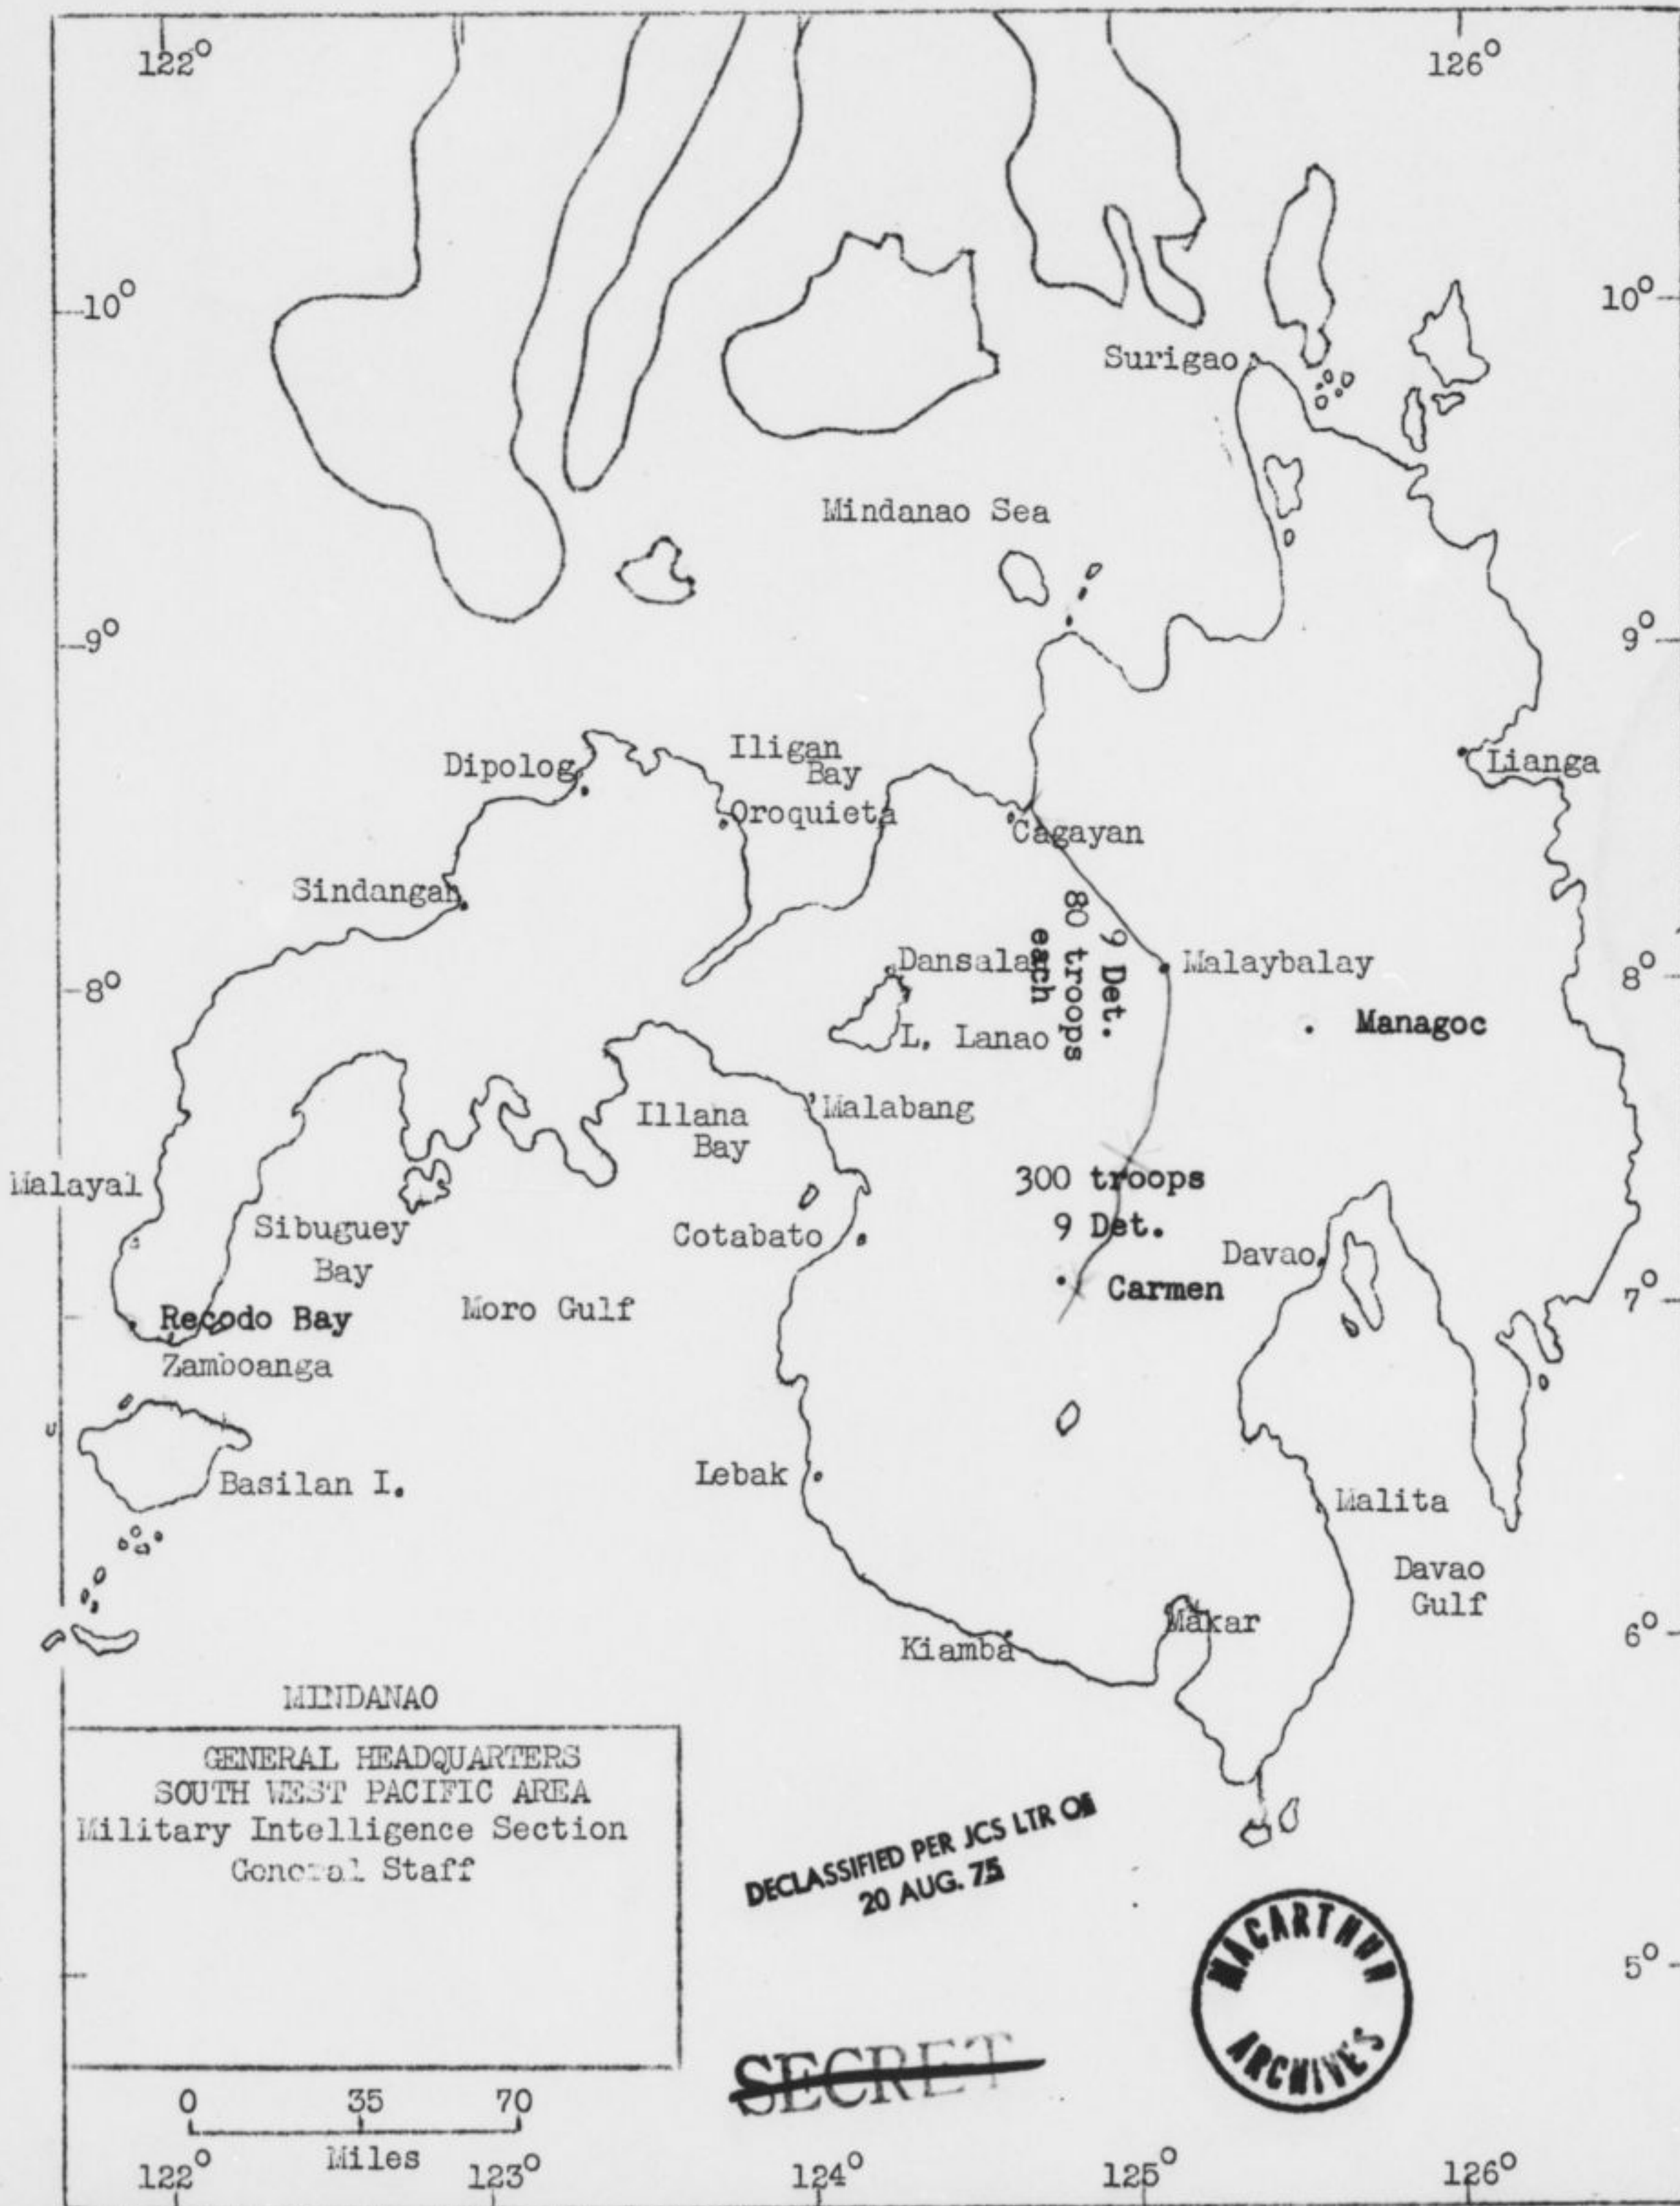 122°
126°
10°
10°
Surigao
Mindanao Sea
9°
9°
Iligan
Bay
Dipolog
Lianga
Oroquieta
Cagayan
Sindangan
9 Det.
80 troops
each
Dansalan
Malaybalay
8°
8°
Managoc
L. Lanao
Illana
Bay
Malabang
Malayal
300 troops
Sibuguey
Bay
Cotabato
9 Det.
Davao
Carmen
7°
Recodo Bay
Moro Gulf
Zamboanga
Basilan I.
Lebak
Malita
Davao
Gulf
Makar
Kiamba
6°
MINDANAO
GENERAL HEADQUARTERS
SOUTH WEST PACIFIC AREA
Military Intelligence Section
General Staff
DECLASSIFIED PER JCS LTR OF
20 AUG. 75
MACARTHUR
ARCHIVES
5°
SECRET
0 35 70
Miles
122° 123° 124° 125° 126°